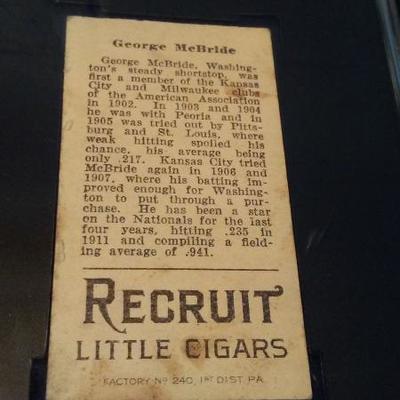 George McBride
George McBride, Washing-
ton's steady shortstop, was
first a member of the Kansas
City and Milwaukee clubs
of the American Association
in 1902. In 1903 and 1904
he was with Peoria and in
1905 was tried out by Pitts-
burg and St. Louis, where
weak hitting spoiled his
chance, his average being
only .217. Kansas City tried
McBride again in 1906 and
1907, where his batting im-
proved enough for Washing-
ton to put through a pur-
chase. He has been a star
on the Nationals for the last
four years, hitting .235 in
1911 and compiling a field-
ing average of .941.
RECRUIT
LITTLE CIGARS
FACTORY No 240, 1ST DIST. PA.